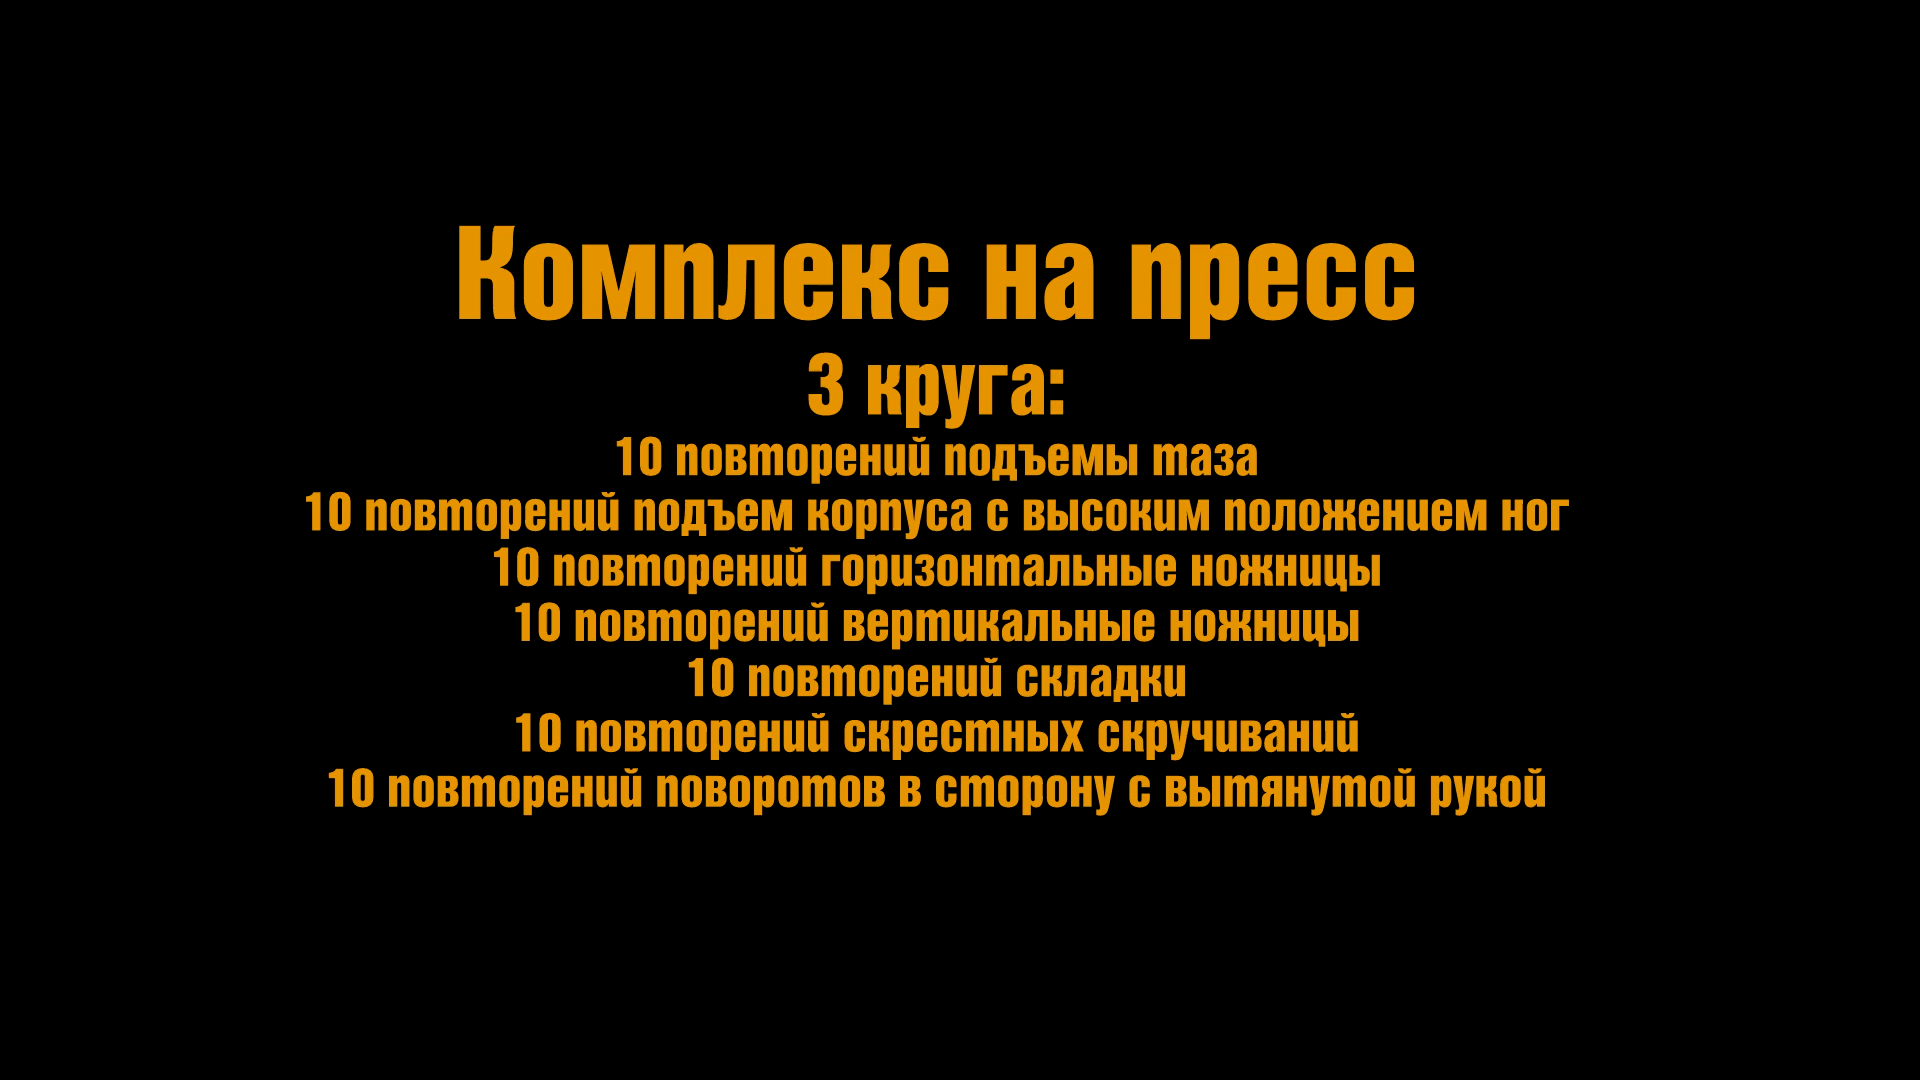 Комплекс на пресс
3 круга:
10 повторений подъемы таза
10 повторений подъем корпуса с высоким положением ног
10 повторений горизонтальные ножницы
10 повторений вертикальные ножницы
10 повторений складки
10 повторений скрестных скручиваний
10 повторений поворотов в сторону с вытянутой рукой